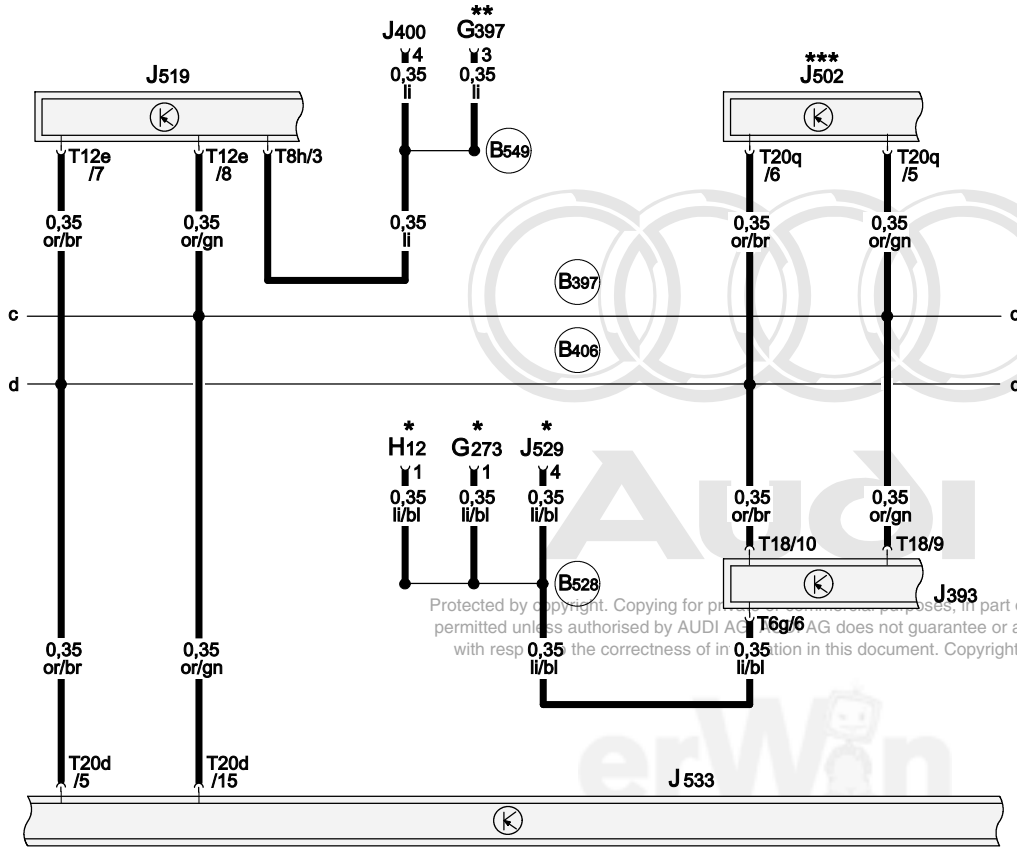 **
J400 G397
4 3
0,35 0,35
li li
***
J519 J502
B549
T12e/7 T12e/8 T8h/3 T20q/6 T20q/5
0,35 0,35 0,35 0,35 0,35
or/br or/gn li or/br or/gn
B397
c
B406
d
* * *
H12 G273 J529
1 1 4
0,35 0,35 0,35 0,35 0,35
li/bl li/bl li/bl or/br or/gn
Audi
T18/10 T18/9
B528
J393
Protected by copyright. Copying for private or commercial purposes, in part
T6g/6
permitted unless authorised by AUDI AG. AUDI AG does not guarantee or a
with resp to the correctness of information in this document. Copyright
0,35 0,35 0,35 0,35
or/br or/gn li/bl li/bl
erWin
T20d/5 T20d/15
J533